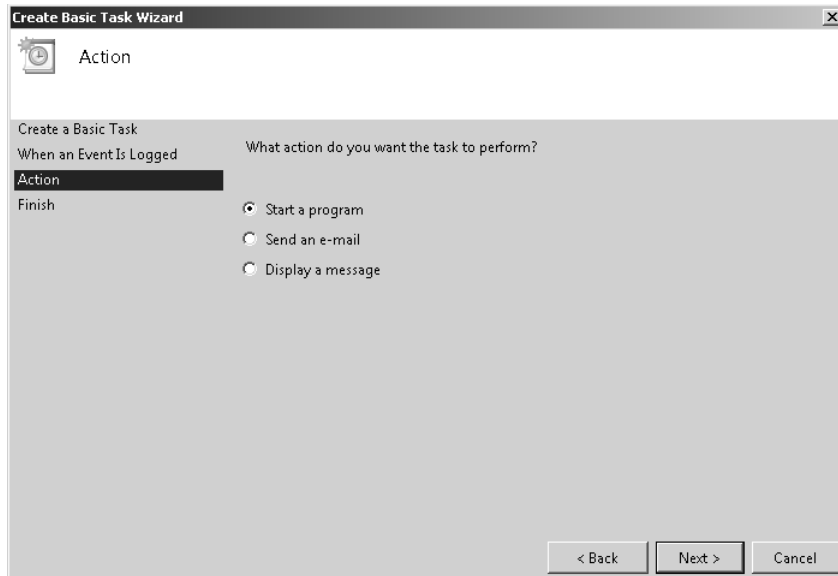 Create Basic Task Wizard
Action
Create a Basic Task
When an Event Is Logged
Action
Finish
What action do you want the task to perform?
Start a program
Send an e-mail
Display a message
< Back
Next >
Cancel